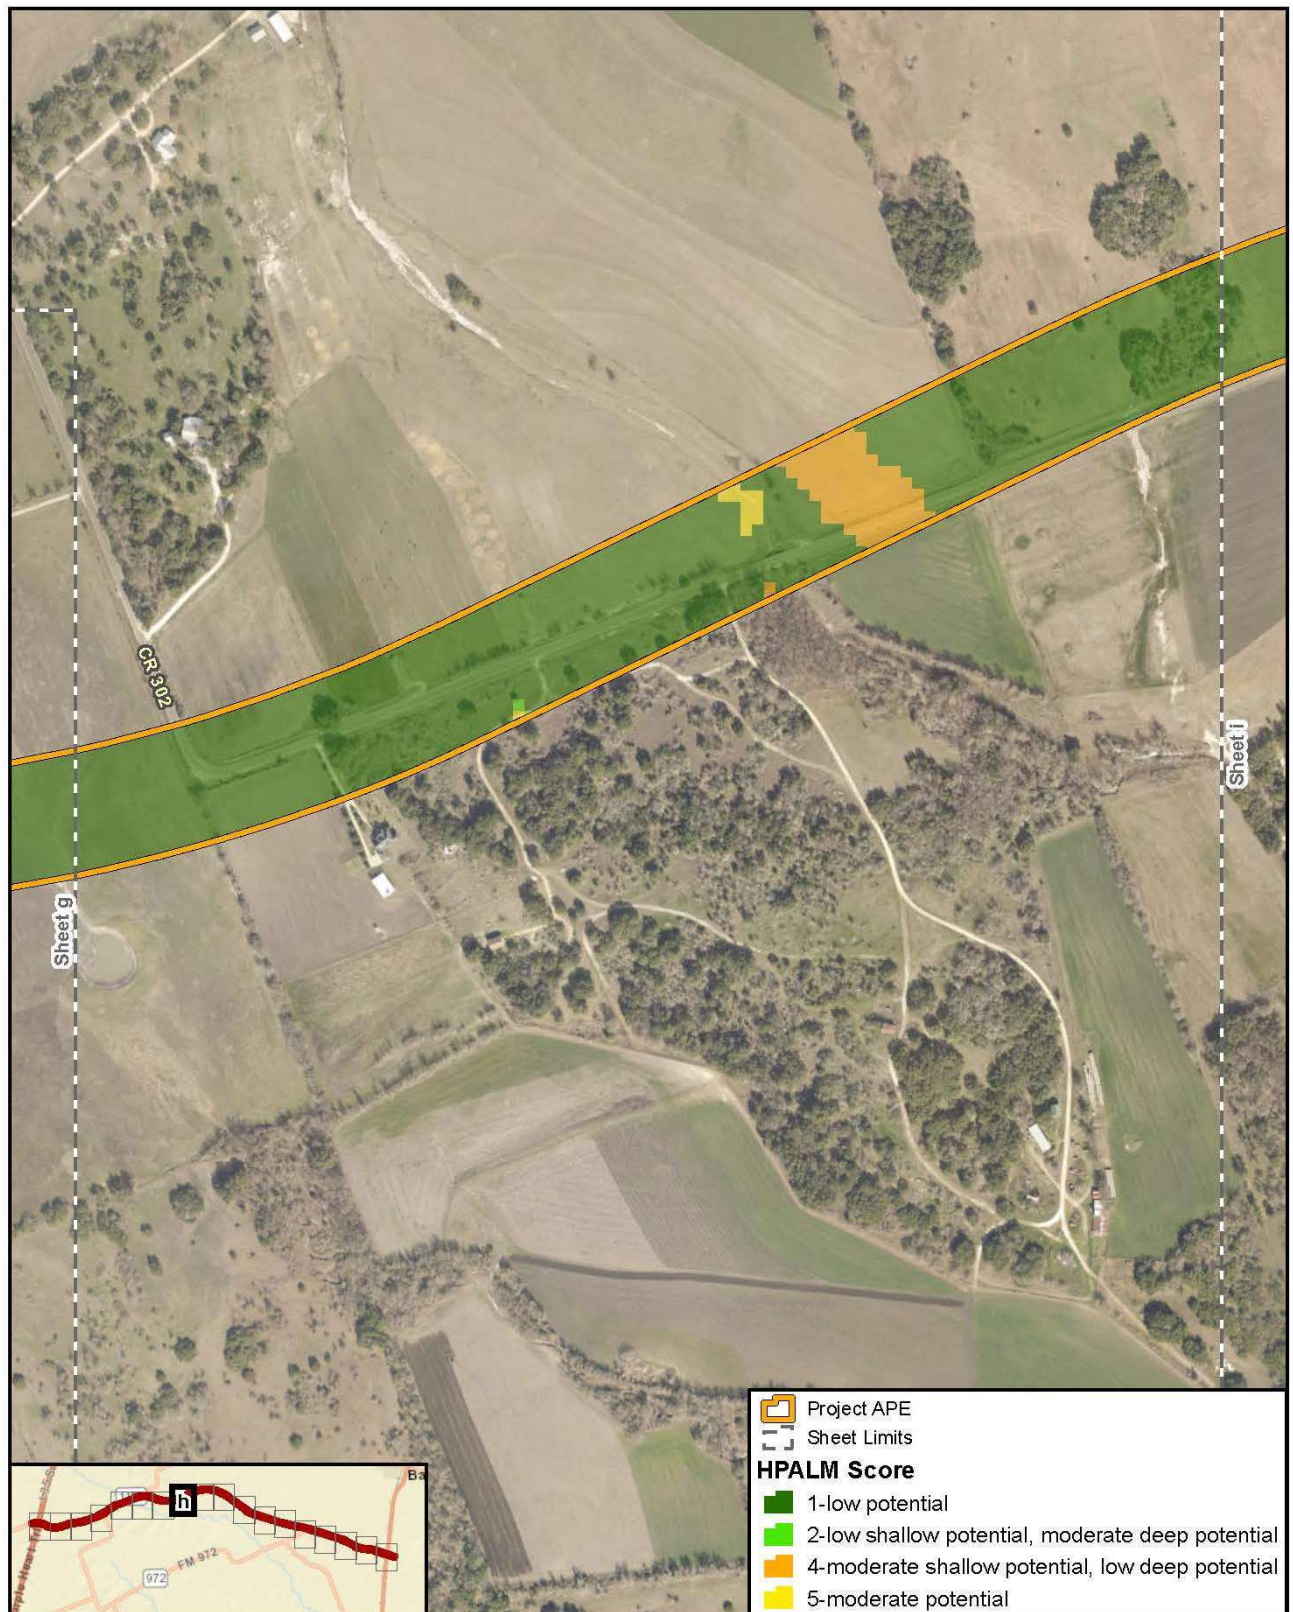 CR 302
Sheet i
Sheet g
Project APE
Sheet Limits
HPALM Score
1-low potential
2-low shallow potential, moderate deep potential
4-moderate shallow potential, low deep potential
5-moderate potential
Ba
h
FM 972
972